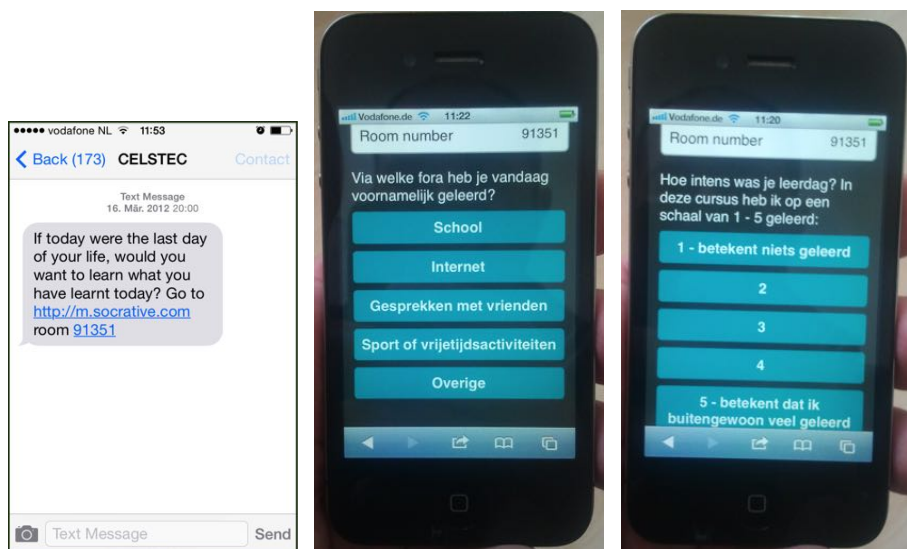 vodafone NL 11:53
Back (173) CELSTEC Contact
Text Message
16. Mär. 2012 20:00
If today were the last day
of your life, would you
want to learn what you
have learnt today? Go to
http://m.socrative.com
room 91351
Text Message Send
Vodafone.de 11:22
Room number 91351
Via welke fora heb je vandaag
voornamelijk geleerd?
School
Internet
Gesprekken met vrienden
Sport of vrijetijdsactiviteiten
Overige
Vodafone.de 11:20
Room number 91351
Hoe intens was je leerdag? In
deze cursus heb ik op een
schaal van 1 - 5 geleerd:
1 - betekent niets geleerd
2
3
4
5 - betekent dat ik
buitengewoon veel geleerd